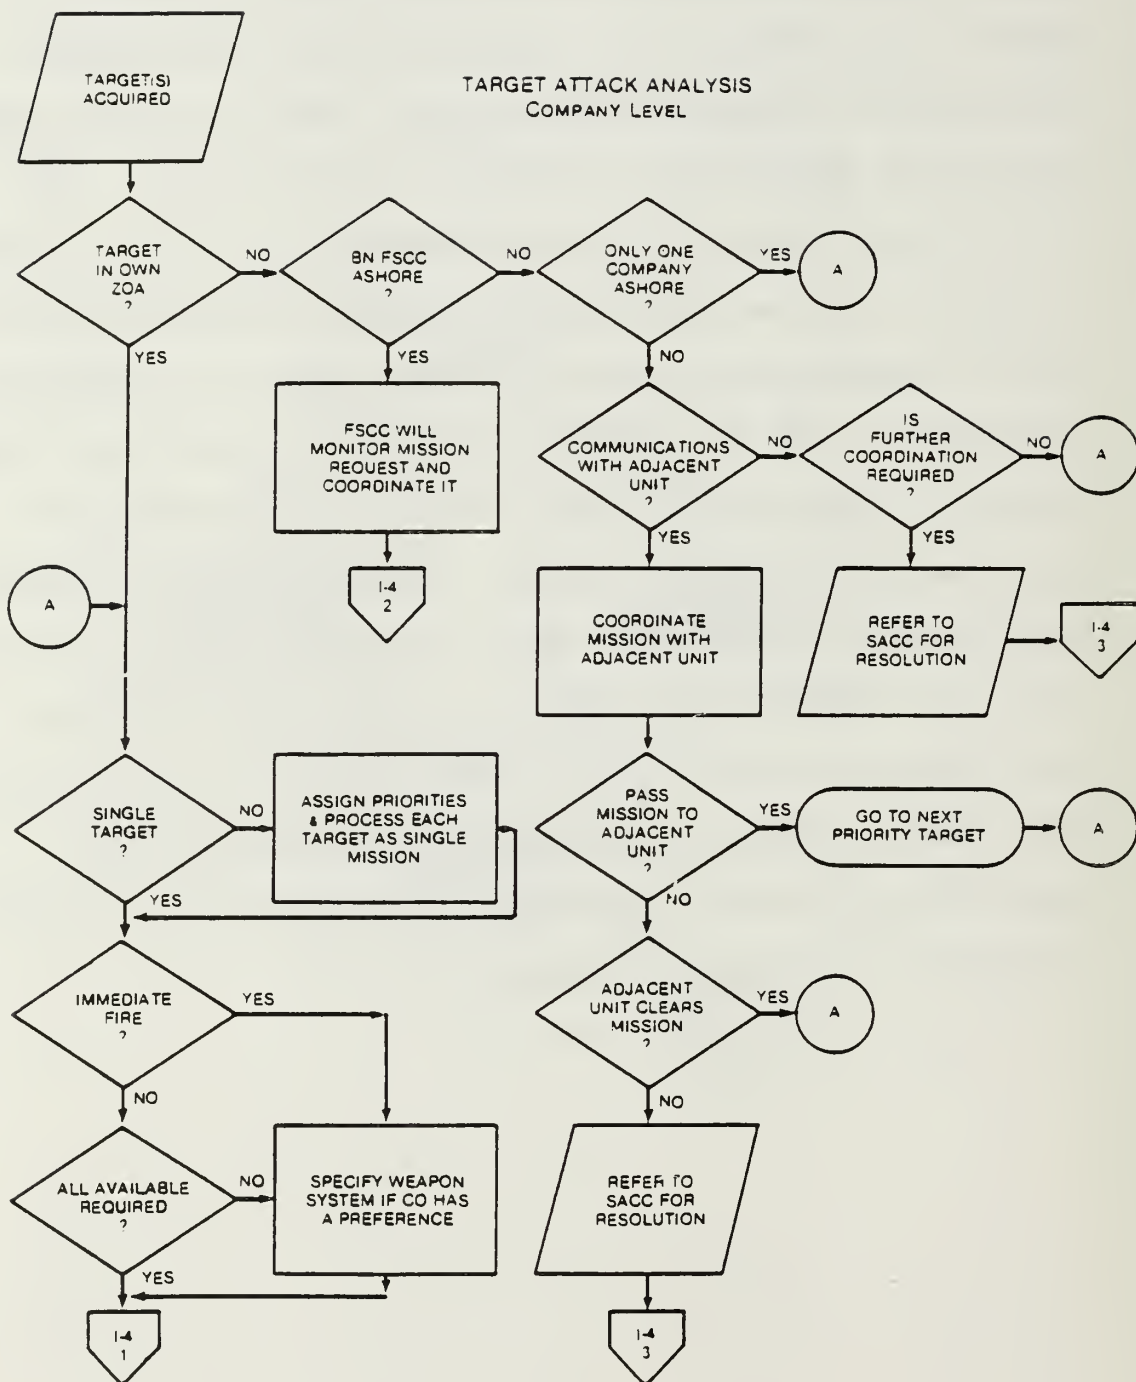 TARGET ATTACK ANALYSIS
COMPANY LEVEL
TARGET(S)
ACQUIRED
TARGET
IN OWN
ZOA
?
NO
YES
BN FSCC
ASHORE
?
NO
YES
ONLY ONE
COMPANY
ASHORE
?
YES
A
NO
FSCC WILL
MONITOR MISSION
REQUEST AND
COORDINATE IT
I-4
2
COMMUNICATIONS
WITH ADJACENT
UNIT
?
NO
YES
IS
FURTHER
COORDINATION
REQUIRED
?
NO
A
YES
A
COORDINATE
MISSION WITH
ADJACENT UNIT
REFER TO
SACC FOR
RESOLUTION
I-4
3
SINGLE
TARGET
?
NO
YES
ASSIGN PRIORITIES
& PROCESS EACH
TARGET AS SINGLE
MISSION
PASS
MISSION TO
ADJACENT
UNIT
?
YES
NO
GO TO NEXT
PRIORITY TARGET
A
IMMEDIATE
FIRE
?
YES
NO
ADJACENT
UNIT CLEARS
MISSION
?
YES
A
NO
ALL AVAILABLE
REQUIRED
?
NO
YES
SPECIFY WEAPON
SYSTEM IF CO HAS
A PREFERENCE
REFER TO
SACC FOR
RESOLUTION
I-4
1
I-4
3